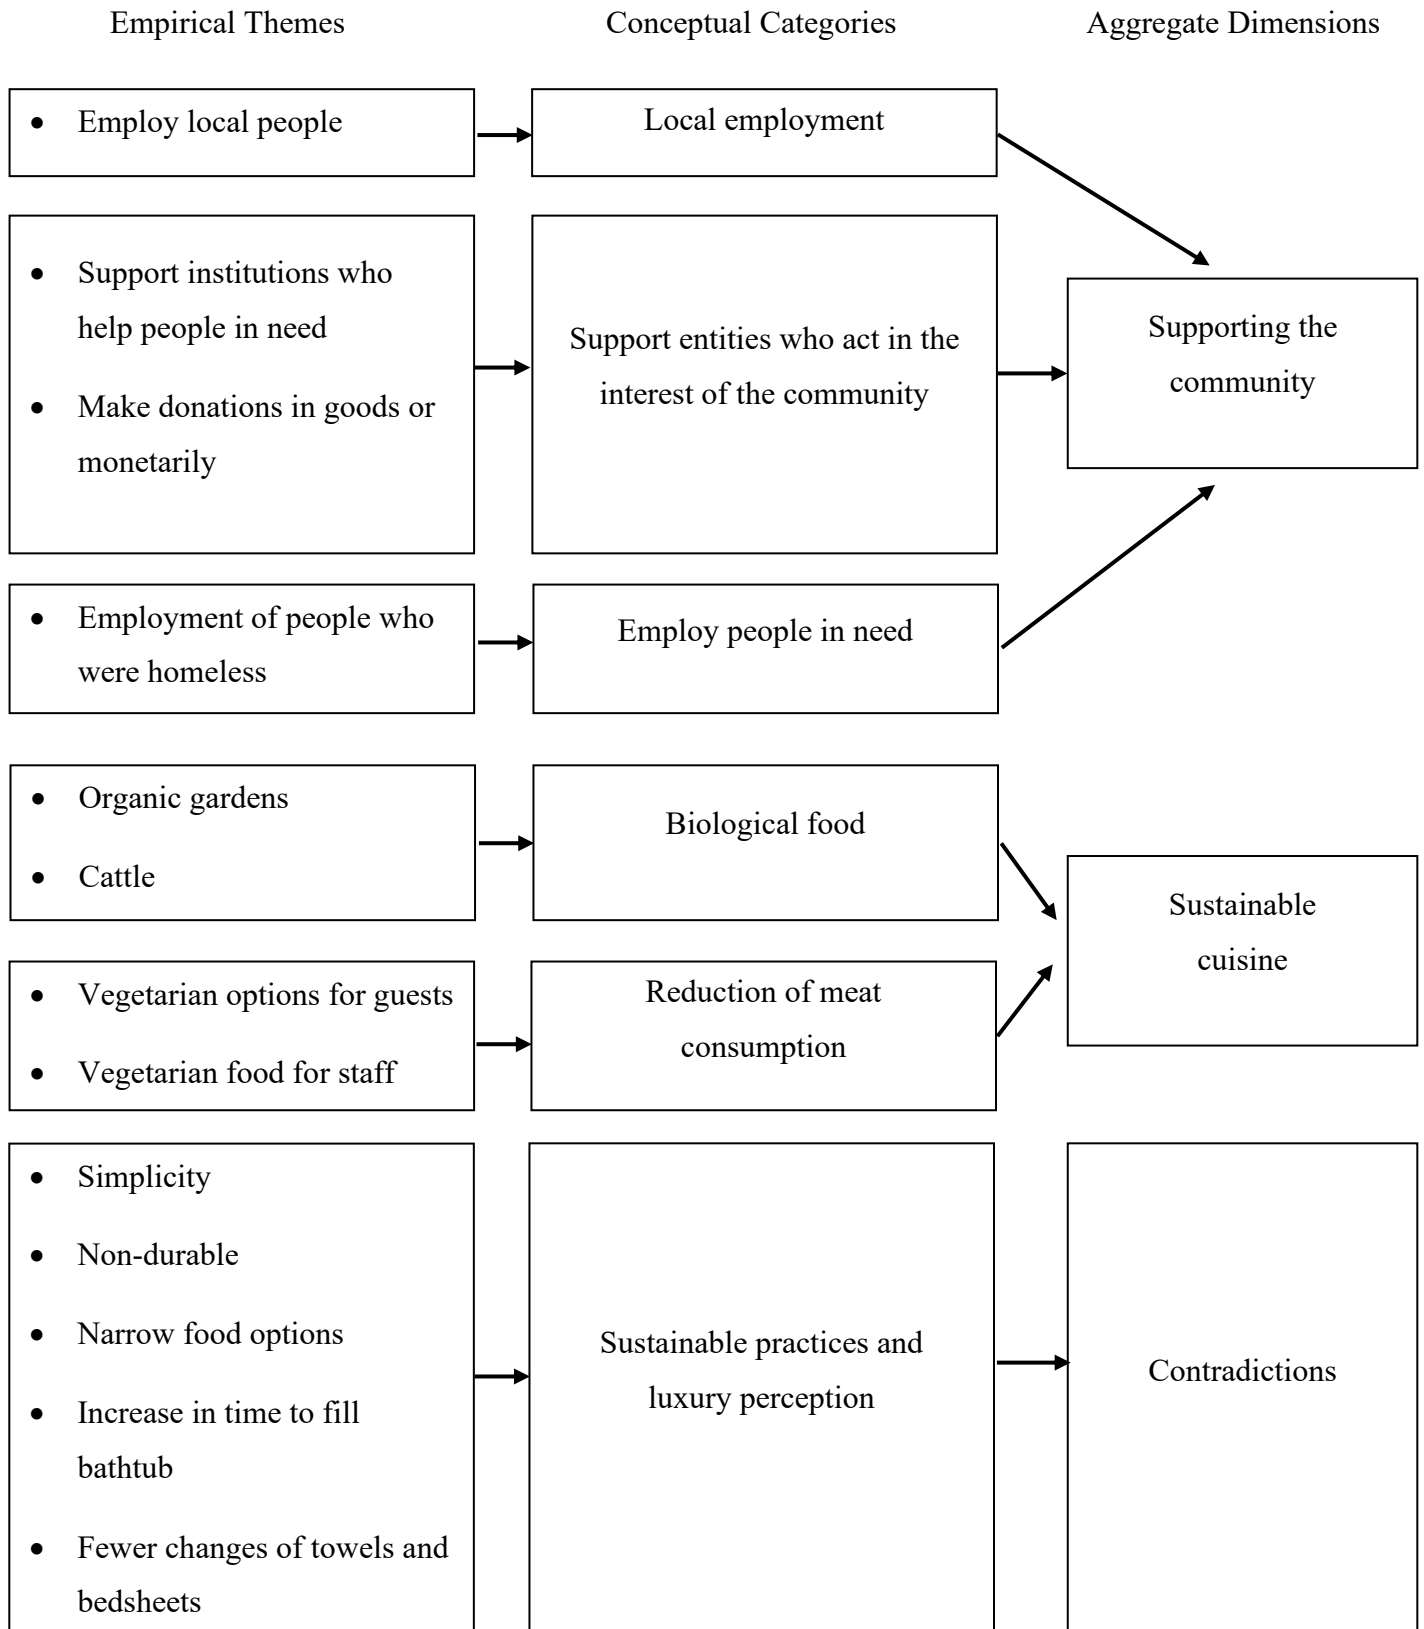 Empirical Themes
Conceptual Categories
Aggregate Dimensions
• Employ local people
Local employment
• Support institutions who
help people in need
• Make donations in goods or
monetarily
Support entities who act in the
interest of the community
Supporting the
community
• Employment of people who
were homeless
Employ people in need
• Organic gardens
• Cattle
Biological food
Sustainable
cuisine
• Vegetarian options for guests
• Vegetarian food for staff
Reduction of meat
consumption
• Simplicity
• Non-durable
• Narrow food options
• Increase in time to fill
bathtub
• Fewer changes of towels and
bedsheets
Sustainable practices and
luxury perception
Contradictions